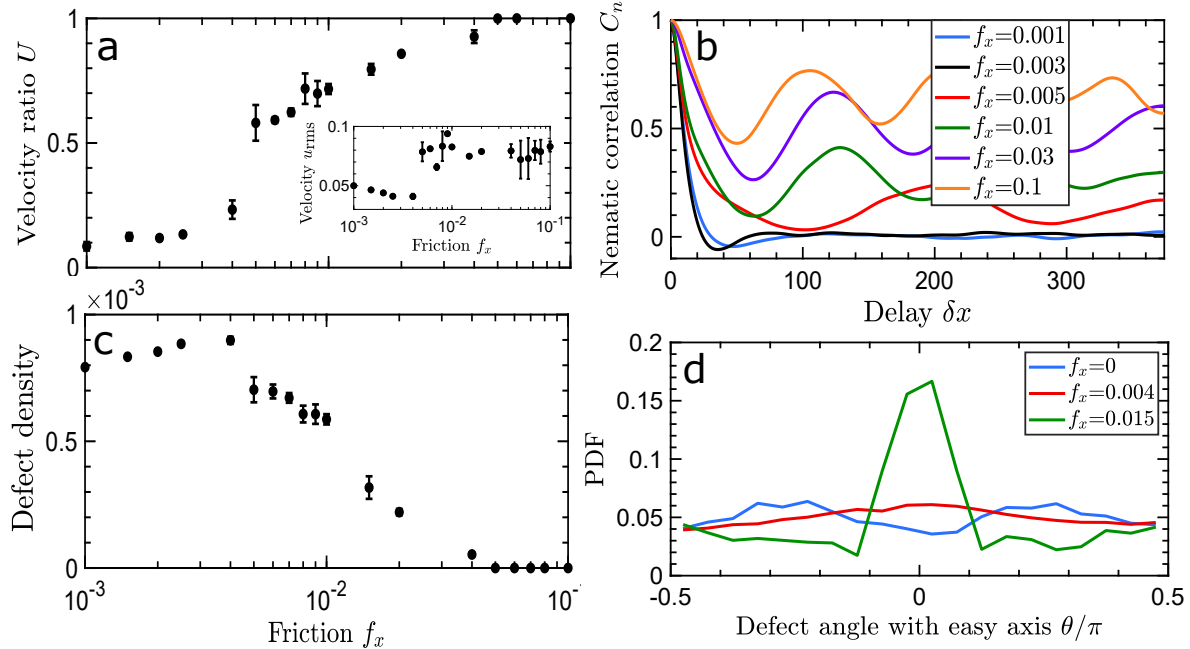 a
Velocity ratio U
1
0.5
0
0.1
0.05
Velocity u_rms
10^-3
10^-2
10^-1
Friction f_x
b
Nematic correlation C_n
1
0.5
0
0
100
200
300
Delay δx
f_x=0.001
f_x=0.003
f_x=0.005
f_x=0.01
f_x=0.03
f_x=0.1
c
×10^-3
Defect density
1
0.5
0
10^-3
10^-2
10^-1
Friction f_x
d
PDF
0.2
0.15
0.1
0.05
0
-0.5
0
0.5
Defect angle with easy axis θ/π
f_x=0
f_x=0.004
f_x=0.015